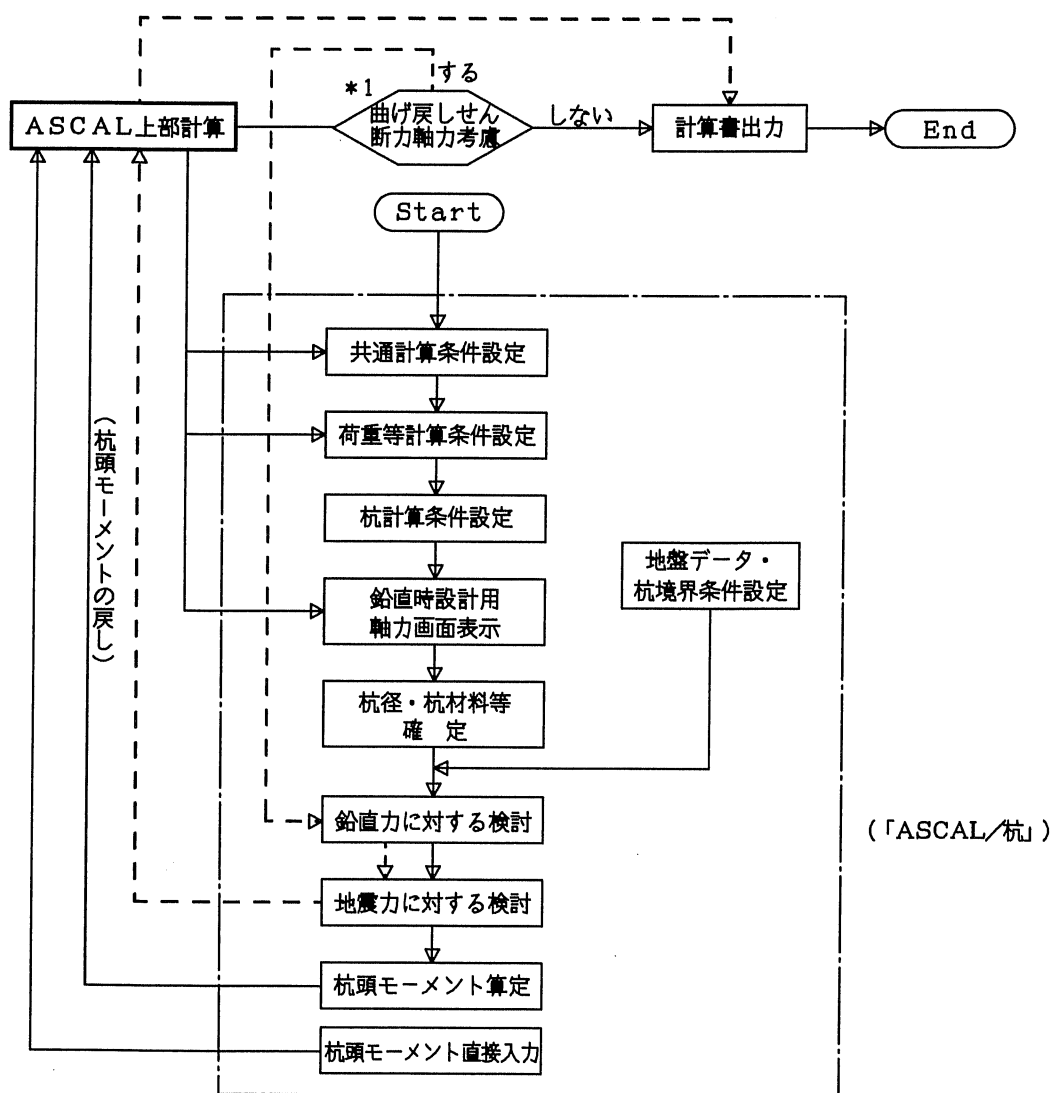 する
*1
ASCAL上部計算
曲げ戻しせん
断力軸力考慮
しない
計算書出力
End
Start
共通計算条件設定
荷重等計算条件設定
杭計算条件設定
地盤データ・
杭境界条件設定
鉛直時設計用
軸力画面表示
杭径・杭材料等
確　定
(杭頭モーメントの戻し)
鉛直力に対する検討
(「ASCAL/杭」)
地震力に対する検討
杭頭モーメント算定
杭頭モーメント直接入力